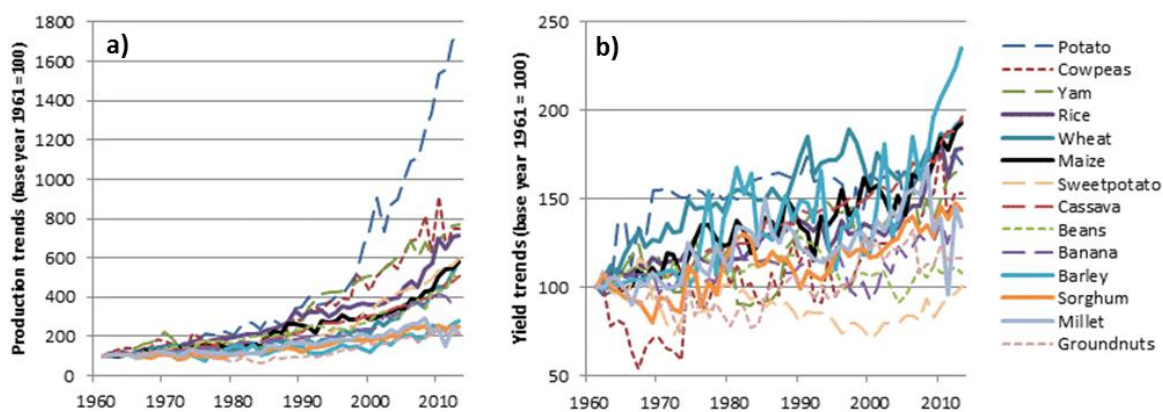 a)
Production trends (base year 1961 =100)
1800
1600
1400
1200
1000
800
600
400
200
0
1960 1970 1980 1990 2000 2010
b)
Yield trends (base year 1961 = 100)
250
200
150
100
50
1960 1970 1980 1990 2000 2010
Potato
Cowpeas
Yam
Rice
Wheat
Maize
Sweetpotato
Cassava
Beans
Banana
Barley
Sorghum
Millet
Groundnuts